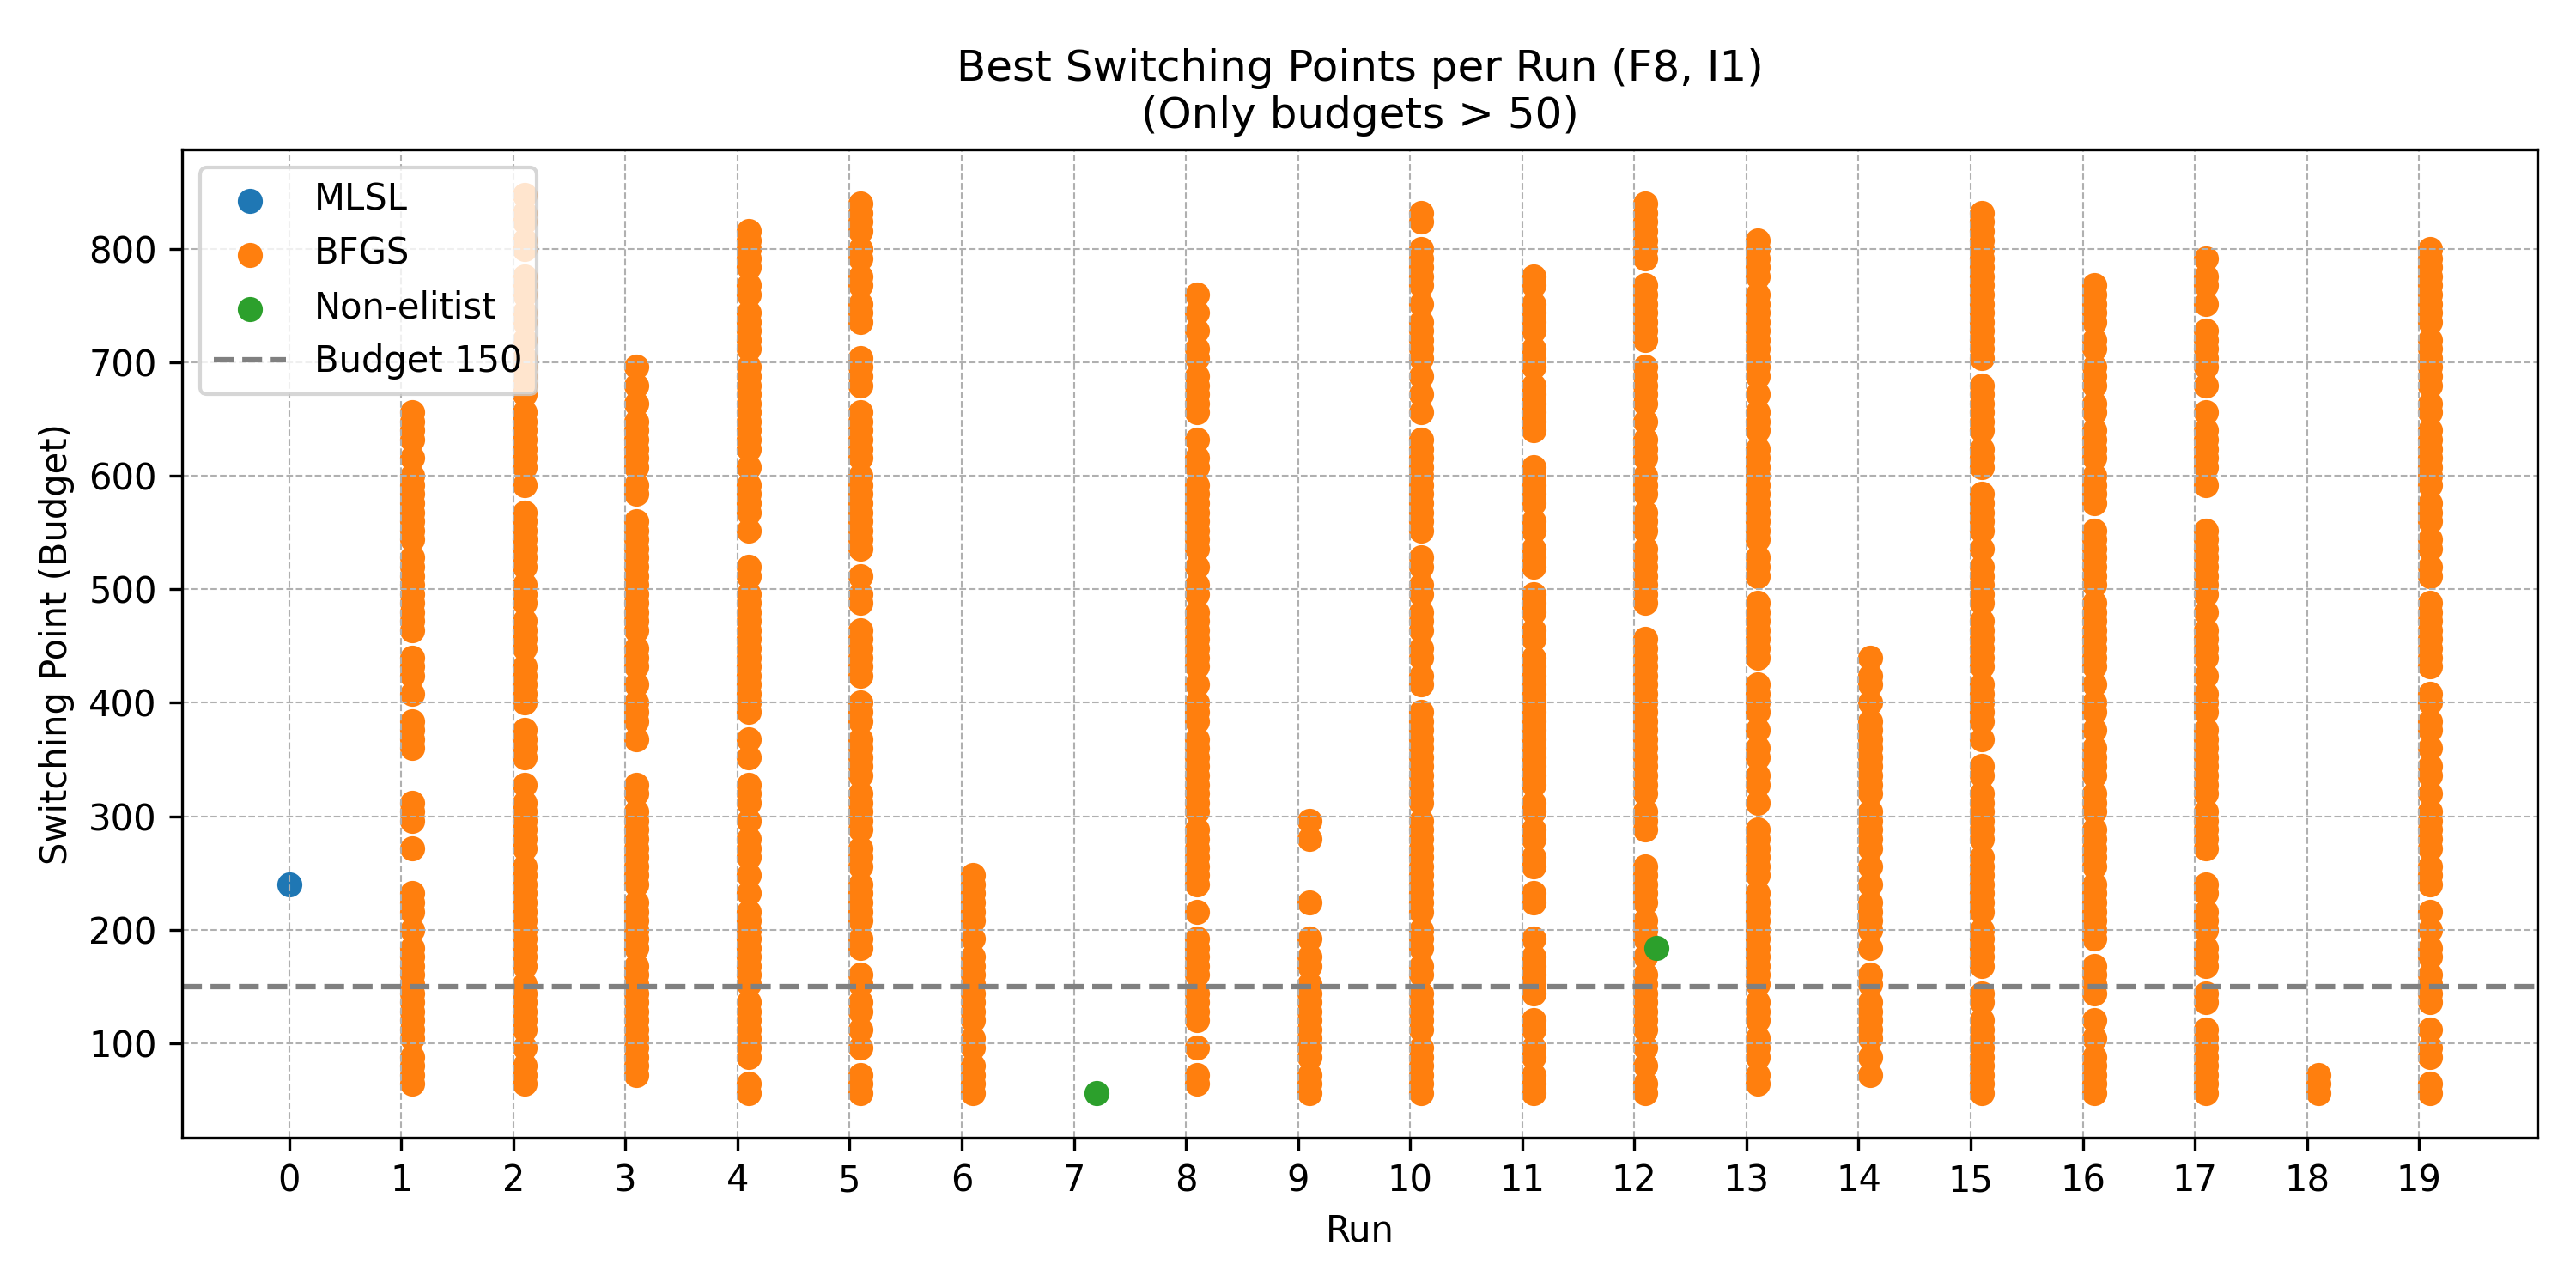 Best Switching Points per Run (F8, I1)
(Only budgets > 50)
MLSL
BFGS
Non-elitist
Budget 150
Switching Point (Budget)
800
700
600
500
400
300
200
100
0 1 2 3 4 5 6 7 8 9 10 11 12 13 14 15 16 17 18 19
Run